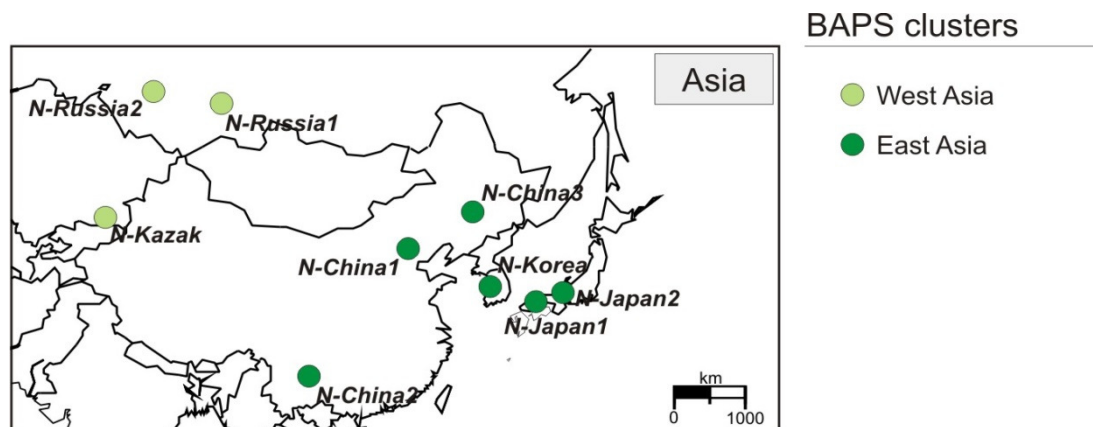 BAPS clusters
Asia
West Asia
East Asia
N-Russia2
N-Russia1
N-China3
N-Kazak
N-China1
N-Korea
N-Japan2
N-Japan1
N-China2
km
0 1000